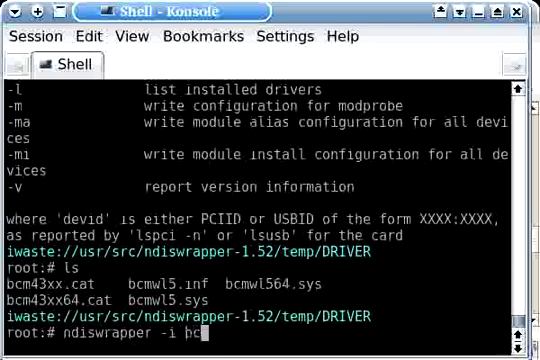 Shell - Konsole
Session Edit View Bookmarks Settings Help
Shell
-l list installed drivers
-m write configuration for modprobe
-ma write module alias configuration for all devi
ces
-mi write module install configuration for all de
vices
-v report version information
where 'devid' is either PCIID or USBID of the form XXXX:XXXX,
as reported by 'lspci -n' or 'lsusb' for the card
iwaste://usr/src/ndiswrapper-1.52/temp/DRIVER
root:# ls
bcm43xx.cat bcmwl5.inf bcmwl564.sys
bcm43xx64.cat bcmwl5.sys
iwaste://usr/src/ndiswrapper-1.52/temp/DRIVER
root:# ndiswrapper -i bc